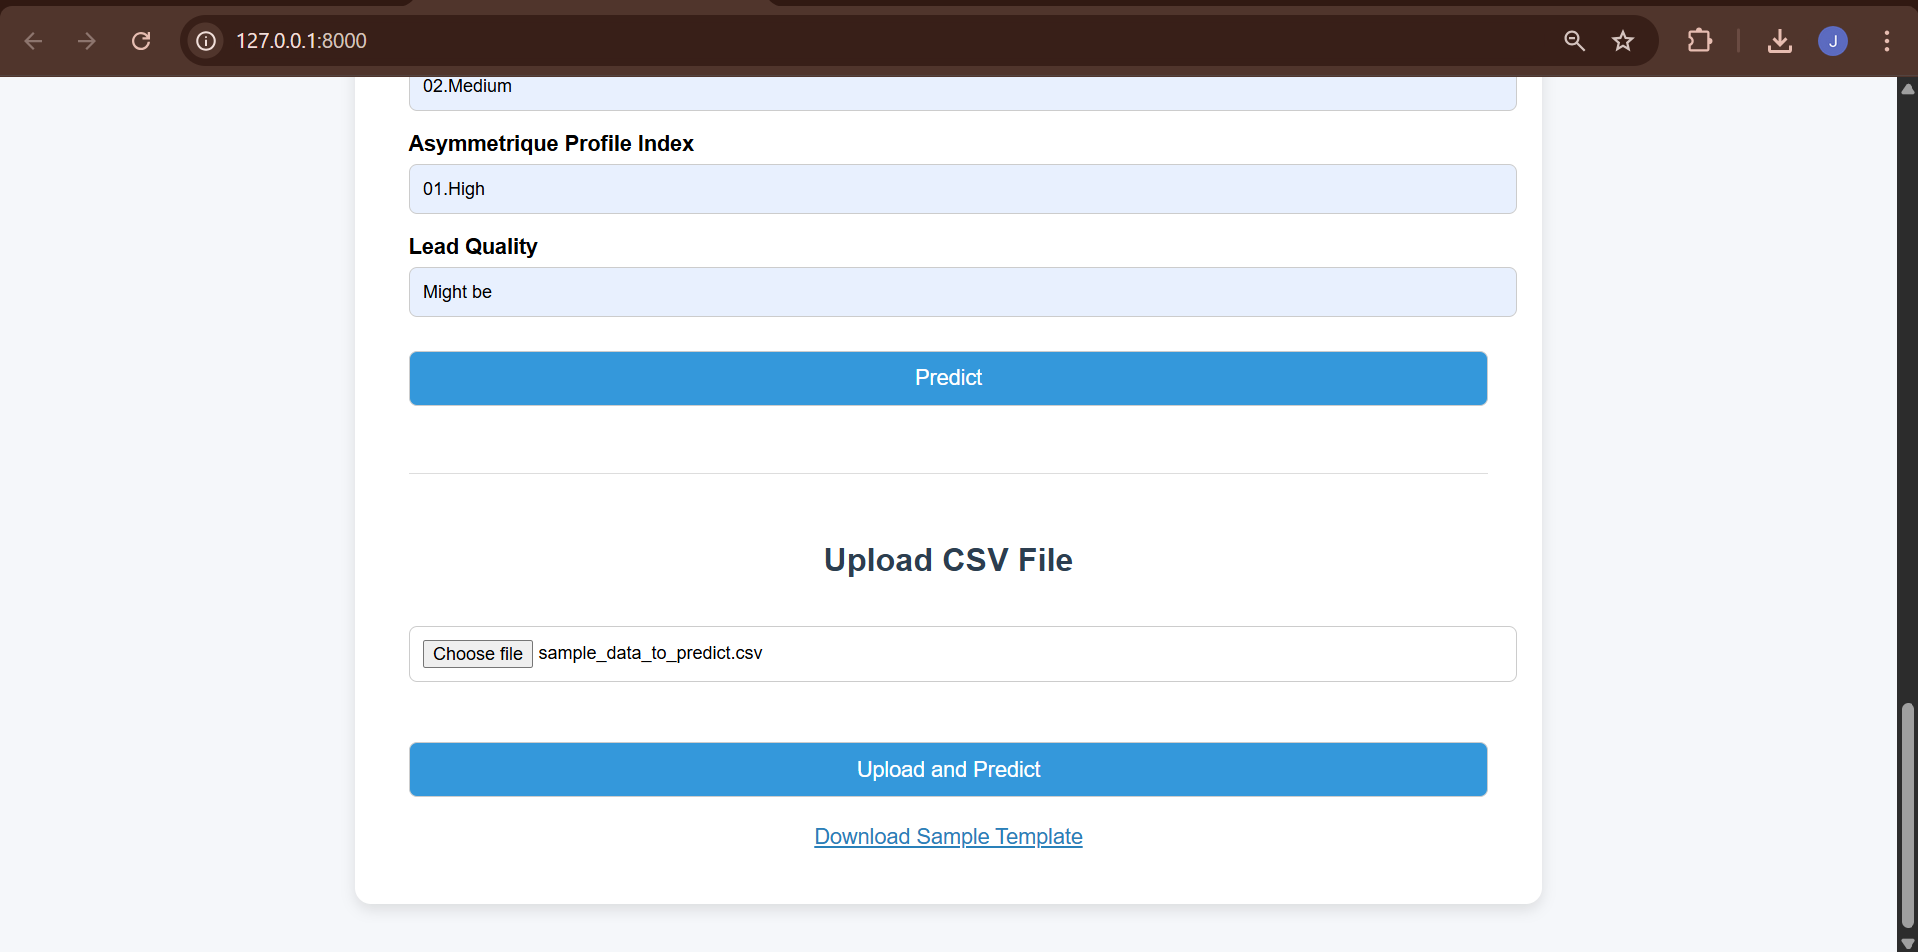 127.0.0.1:8000
J
02.Medium
Asymmetrique Profile Index
01.High
Lead Quality
Might be
Predict
Upload CSV File
Choose file sample_data_to_predict.csv
Upload and Predict
Download Sample Template